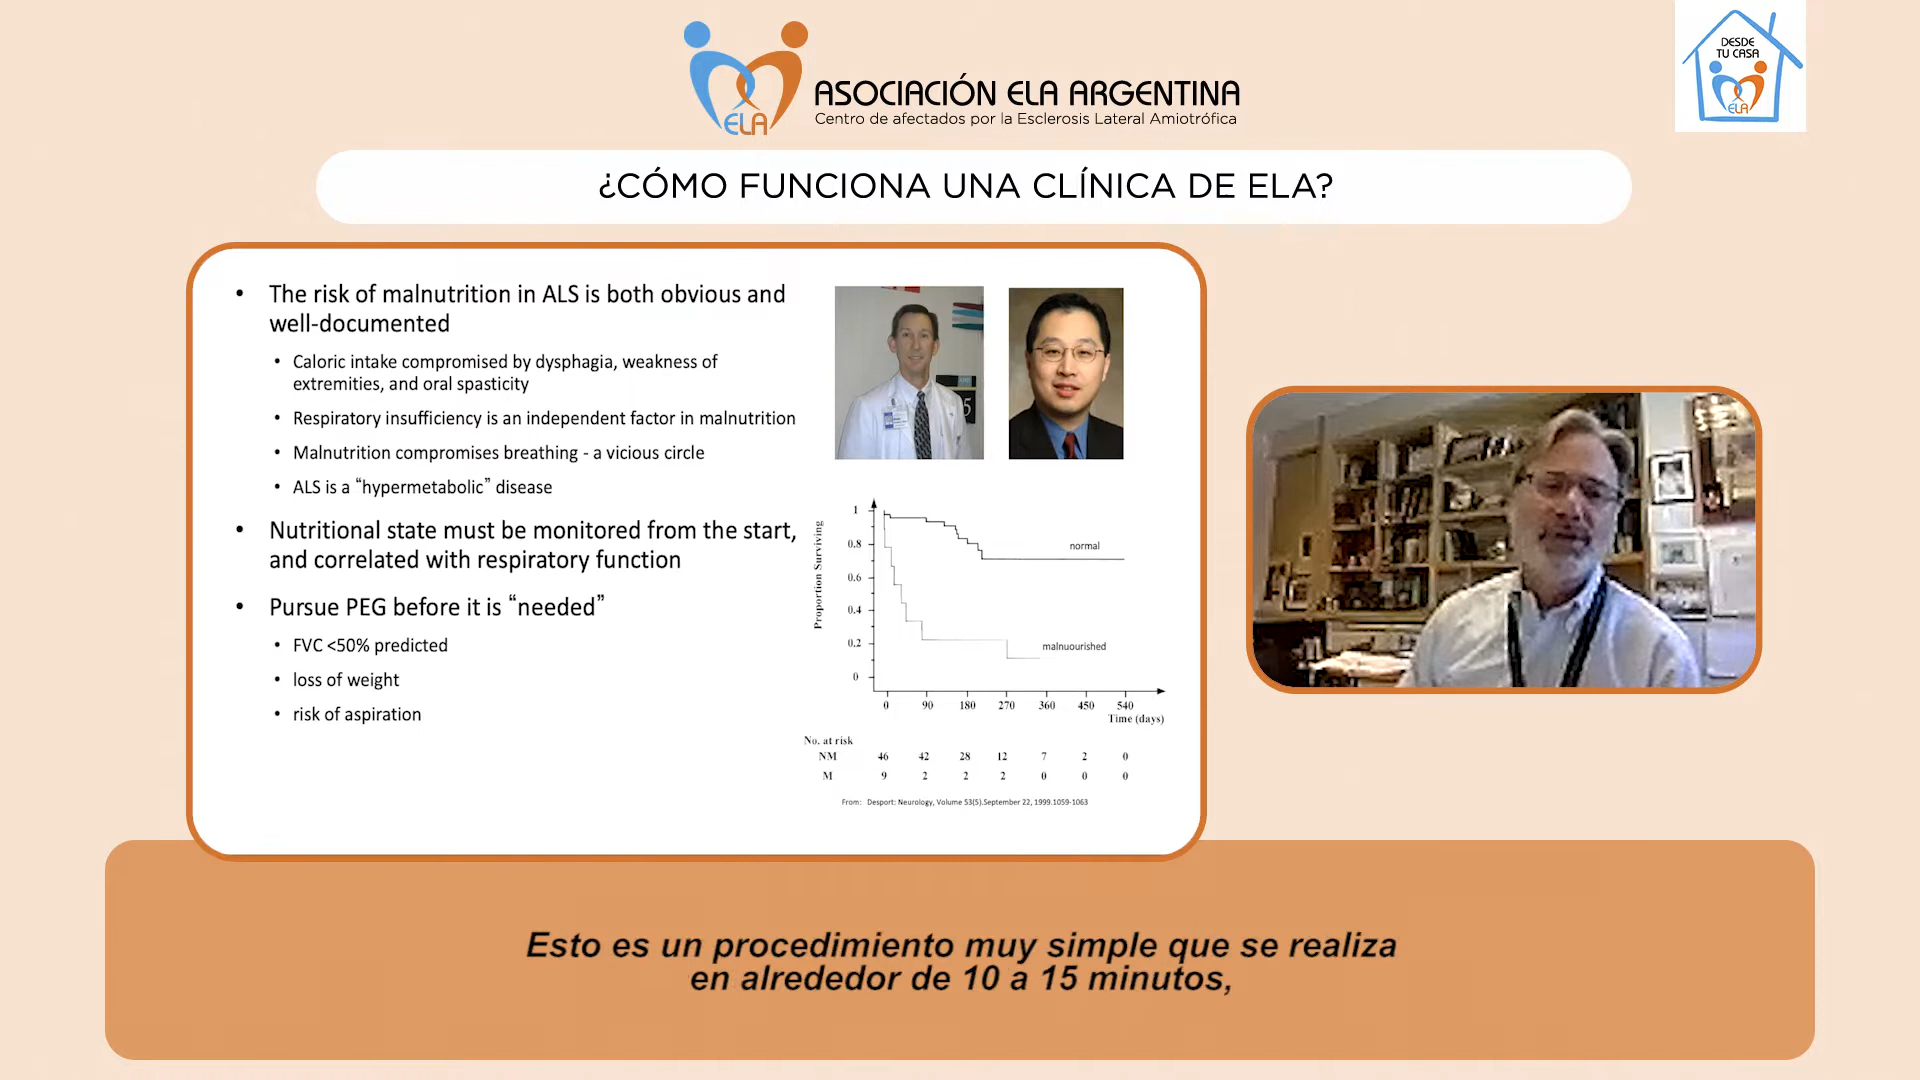 ELA
ASOCIACIÓN ELA ARGENTINA
Centro de afectados por la Esclerosis Lateral Amiotrófica
DESDE
TU CASA
ELA
¿CÓMO FUNCIONA UNA CLÍNICA DE ELA?
• The risk of malnutrition in ALS is both obvious and
well-documented
• Caloric intake compromised by dysphagia, weakness of
extremities, and oral spasticity
• Respiratory insufficiency is an independent factor in malnutrition
• Malnutrition compromises breathing - a vicious circle
• ALS is a “hypermetabolic” disease
• Nutritional state must be monitored from the start,
and correlated with respiratory function
• Pursue PEG before it is “needed”
• FVC <50% predicted
• loss of weight
• risk of aspiration
Proportion Surviving
1
0.8
0.6
0.4
0.2
0
normal
malnuourished
0 90 180 270 360 450 540
Time (days)
No. at risk
NM 46 42 28 12 7 2 0
M 9 2 2 2 0 0 0
From: Desport: Neurology, Volume 53(5).September 22, 1999.1059-1063
Esto es un procedimiento muy simple que se realiza
en alrededor de 10 a 15 minutos,